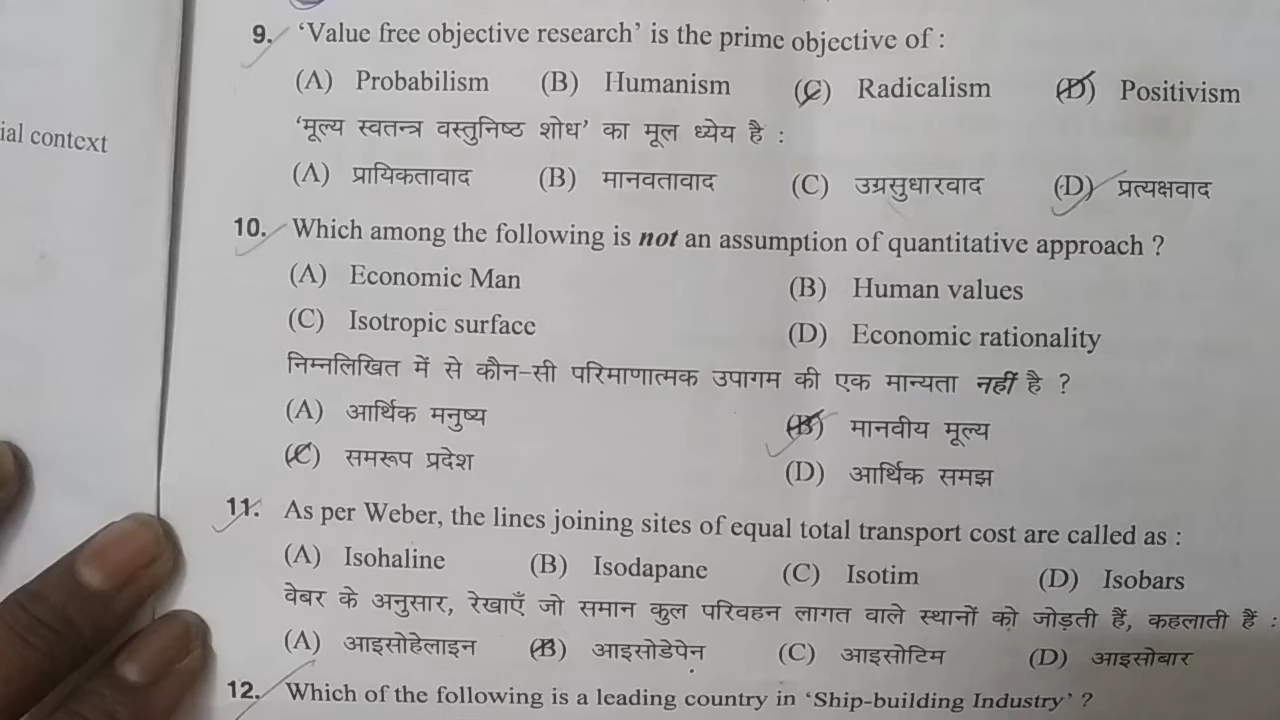 ial context
9. ‘Value free objective research’ is the prime objective of :
(A) Probabilism (B) Humanism (C) Radicalism (D) Positivism
‘मूल्य स्वतन्त्र वस्तुनिष्ठ शोध’ का मूल ध्येय है :
(A) प्रायिकतावाद (B) मानवतावाद (C) उग्रसुधारवाद (D) प्रत्यक्षवाद
10. Which among the following is not an assumption of quantitative approach ?
(A) Economic Man (B) Human values
(C) Isotropic surface (D) Economic rationality
निम्नलिखित में से कौन-सी परिमाणात्मक उपागम की एक मान्यता नहीं है ?
(A) आर्थिक मनुष्य (B) मानवीय मूल्य
(C) समरूप प्रदेश (D) आर्थिक समझ
11. As per Weber, the lines joining sites of equal total transport cost are called as :
(A) Isohaline (B) Isodapane (C) Isotim (D) Isobars
वेबर के अनुसार, रेखाएँ जो समान कुल परिवहन लागत वाले स्थानों को जोड़ती हैं, कहलाती हैं :
(A) आइसोहेलाइन (B) आइसोडेपेन (C) आइसोटिम (D) आइसोबार
12. Which of the following is a leading country in ‘Ship-building Industry’ ?